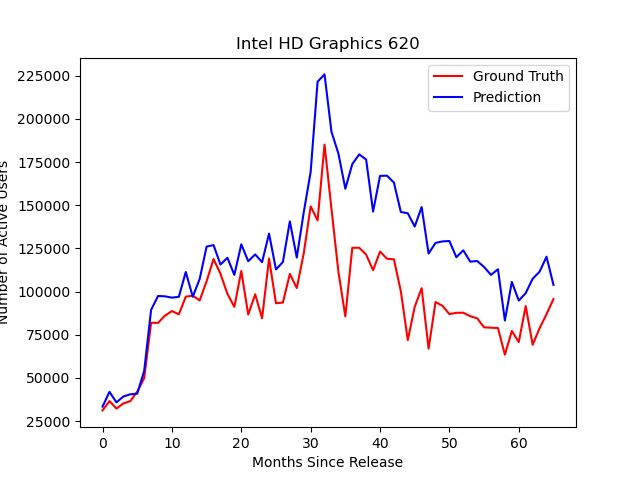 Intel HD Graphics 620
Ground Truth
Prediction
225000
200000
175000
150000
125000
100000
75000
50000
25000
Number of Active Users
0 10 20 30 40 50 60
Months Since Release